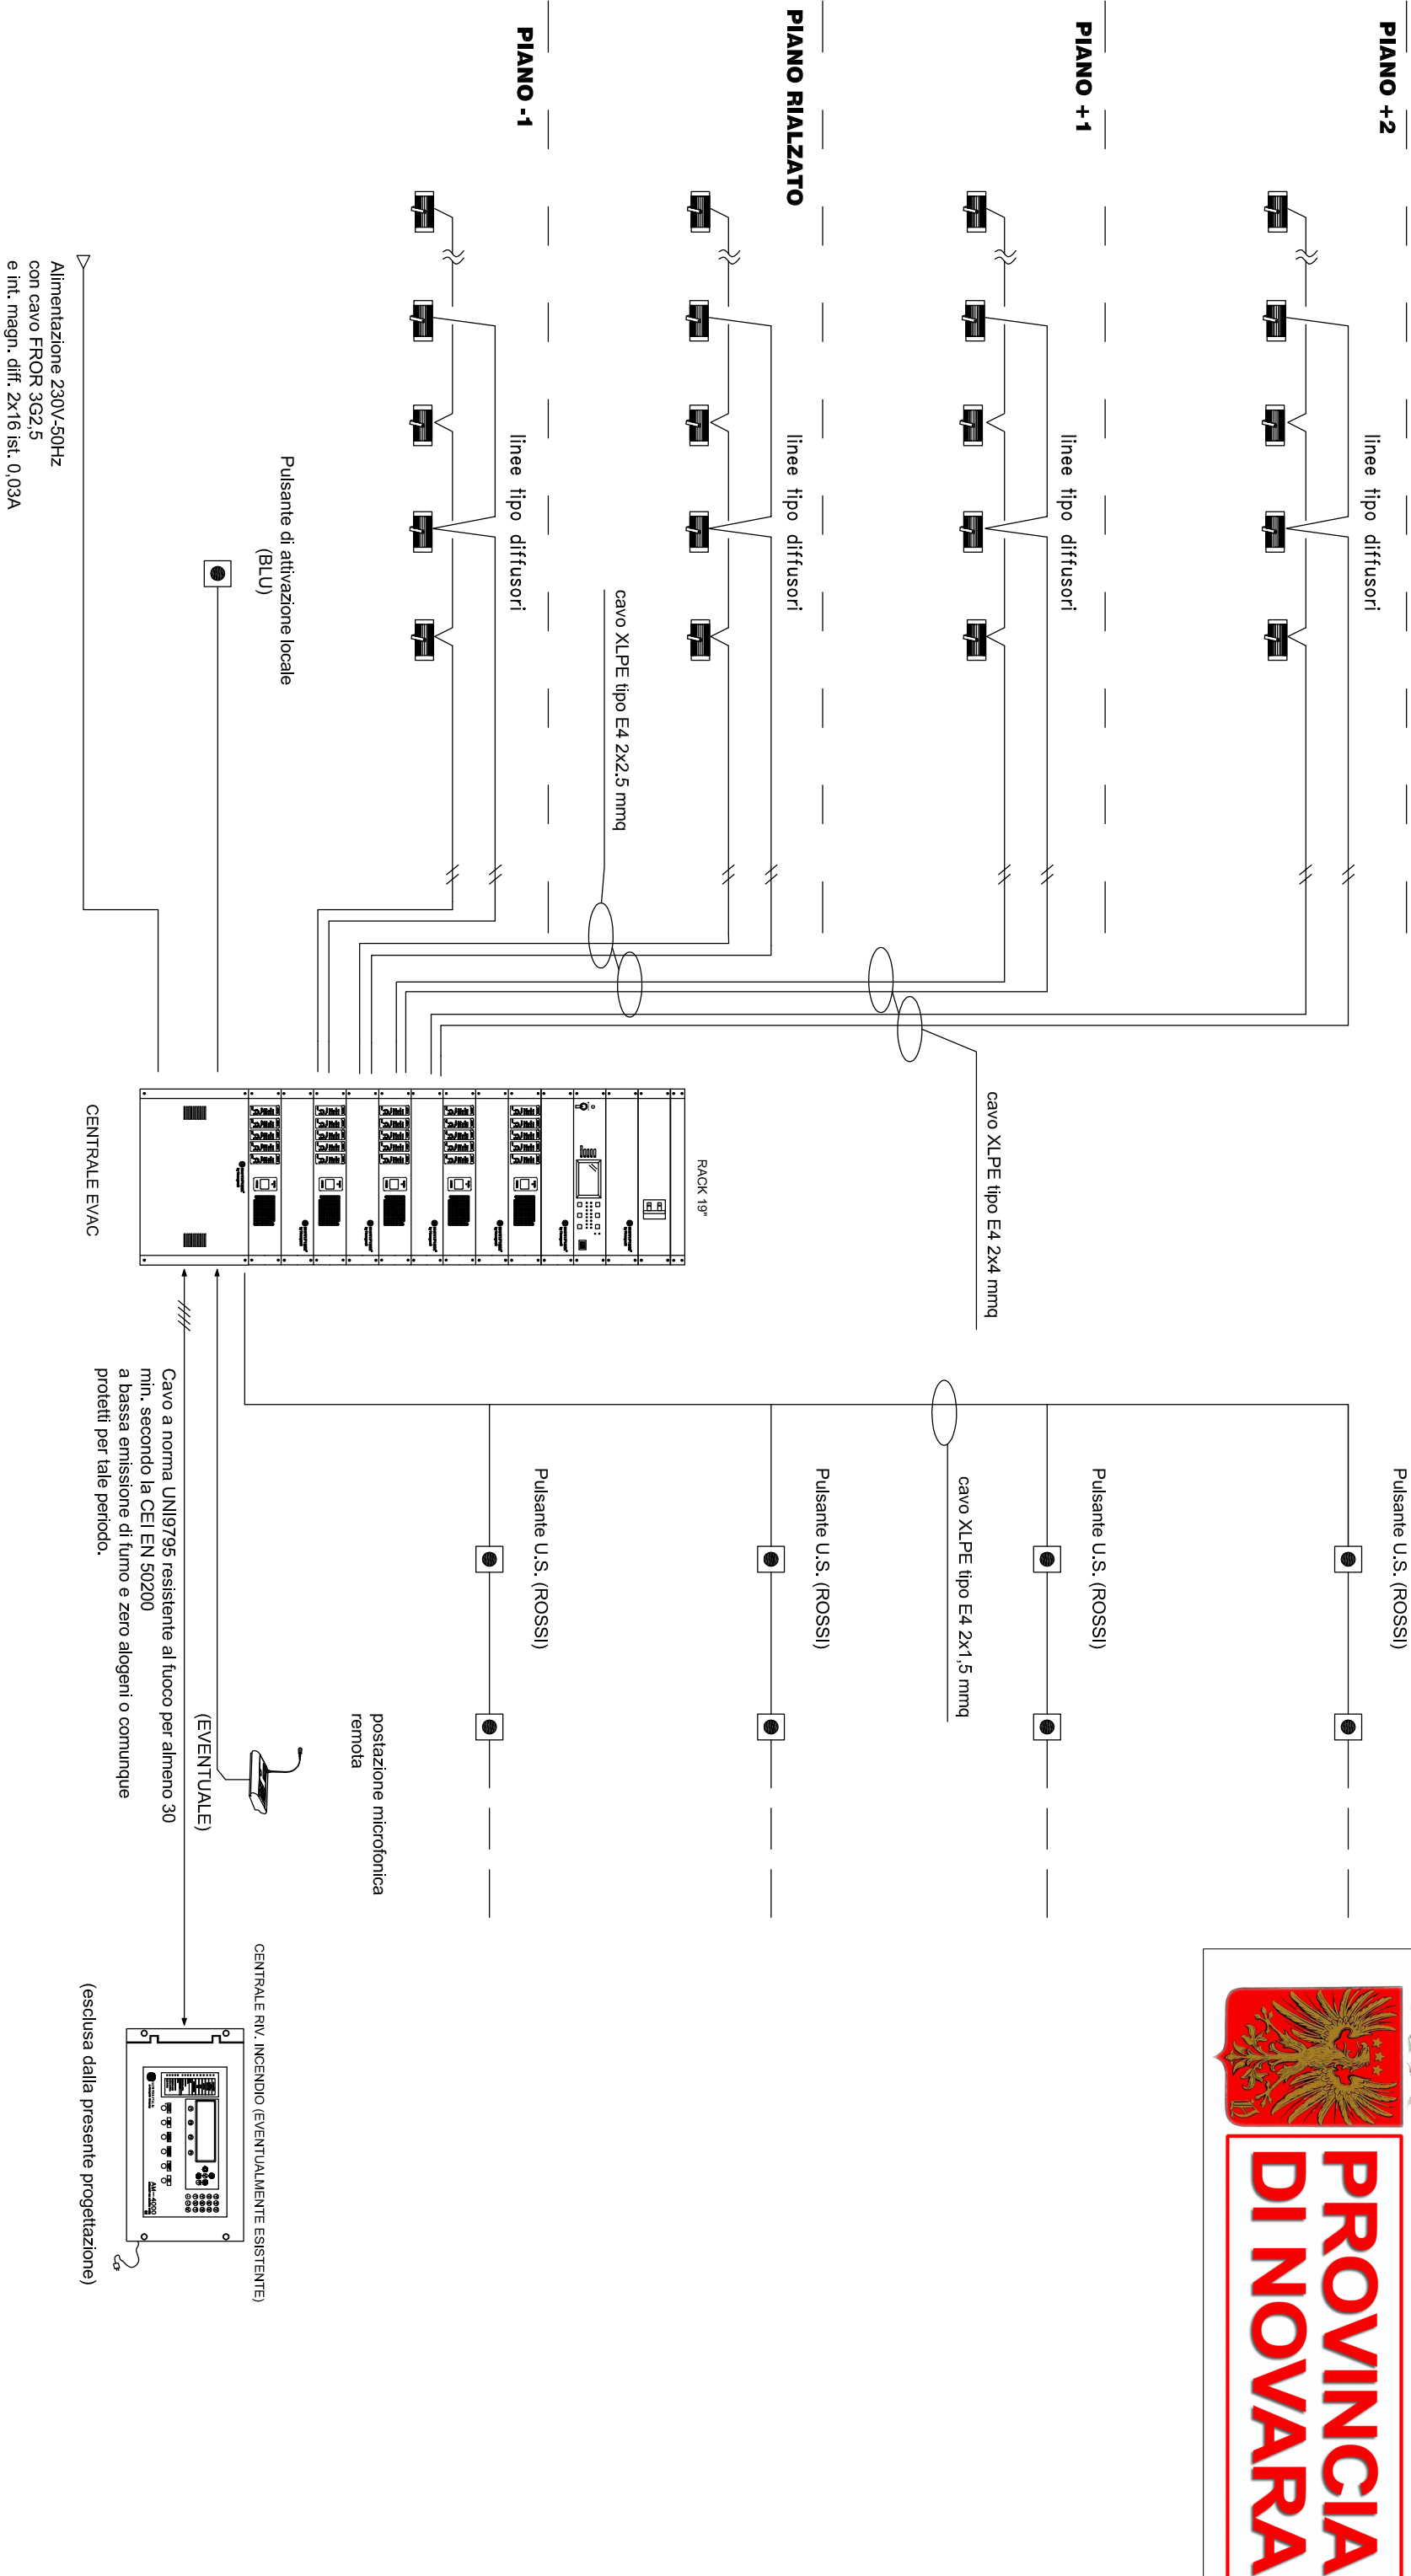 PIANO +2
linee tipo diffusori
Pulsante U.S. (ROSSI)
PIANO +1
linee tipo diffusori
Pulsante U.S. (ROSSI)
cavo XLPE tipo E4 2x4 mmq
cavo XLPE tipo E4 2x1,5 mmq
PIANO RIALZATO
linee tipo diffusori
Pulsante U.S. (ROSSI)
cavo XLPE tipo E4 2x2.5 mmq
RACK 19"
PIANO -1
linee tipo diffusori
Pulsante U.S. (ROSSI)
postazione microfonica
remota
Pulsante di attivazione locale
(BLU)
CENTRALE RIV. INCENDIO (EVENTUALMENTE ESISTENTE)
(EVENTUALE)
Cavo a norma UNI9795 resistente al fuoco per almeno 30
min. secondo la CEI EN 50200
a bassa emissione di fumo e zero alogeni o comunque
protetti per tale periodo.
AM-4000
CENTRALE EVAC
(esclusa dalla presente progettazione)
Alimentazione 230V-50Hz
con cavo FROR 3G2,5
e int. magn. diff. 2x16 ist. 0,03A
PROVINCIA
DI NOVARA